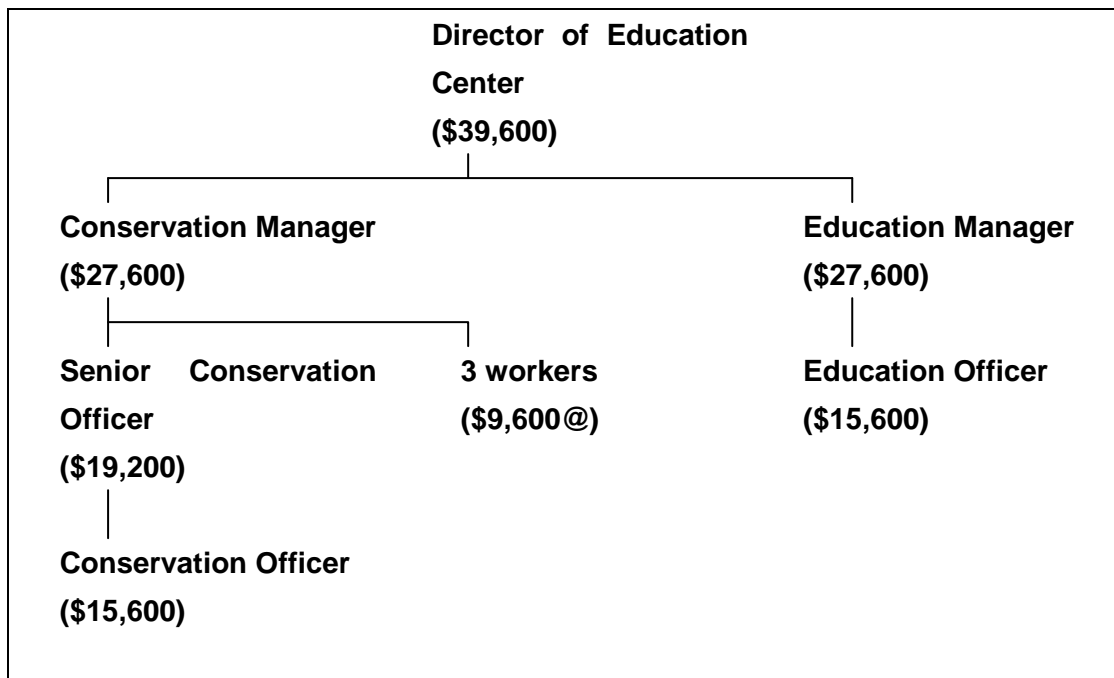 Director of Education
Center
($39,600)
Conservation Manager
($27,600)
Education Manager
($27,600)
Senior Conservation
Officer
($19,200)
3 workers
($9,600@)
Education Officer
($15,600)
Conservation Officer
($15,600)